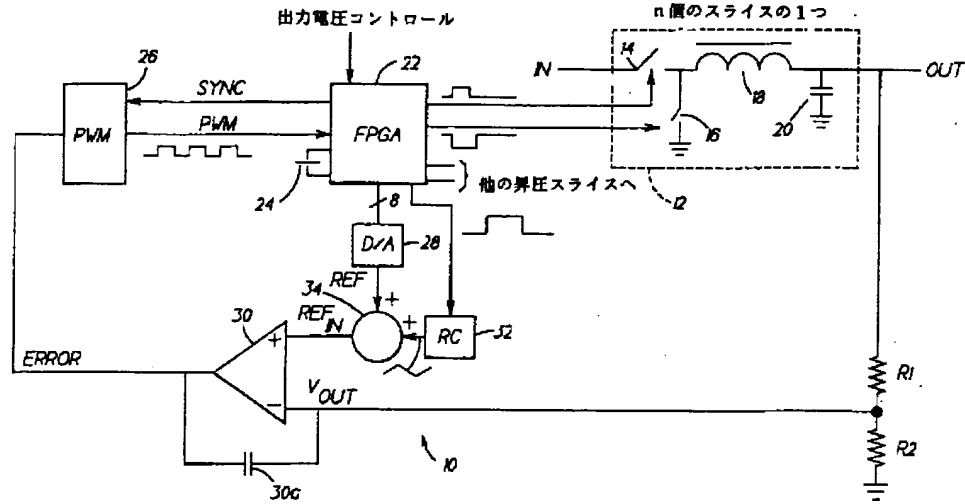 出力電圧コントロール
n個のスライスの1つ
26
22
14
IN
OUT
SYNC
PWM
PWM
FPGA
18
16
20
24
他の昇圧スライスへ
12
8
D/A
28
REF
34
REF IN
+
+
RC
32
30
+
ERROR
−
VOUT
R1
10
R2
30a